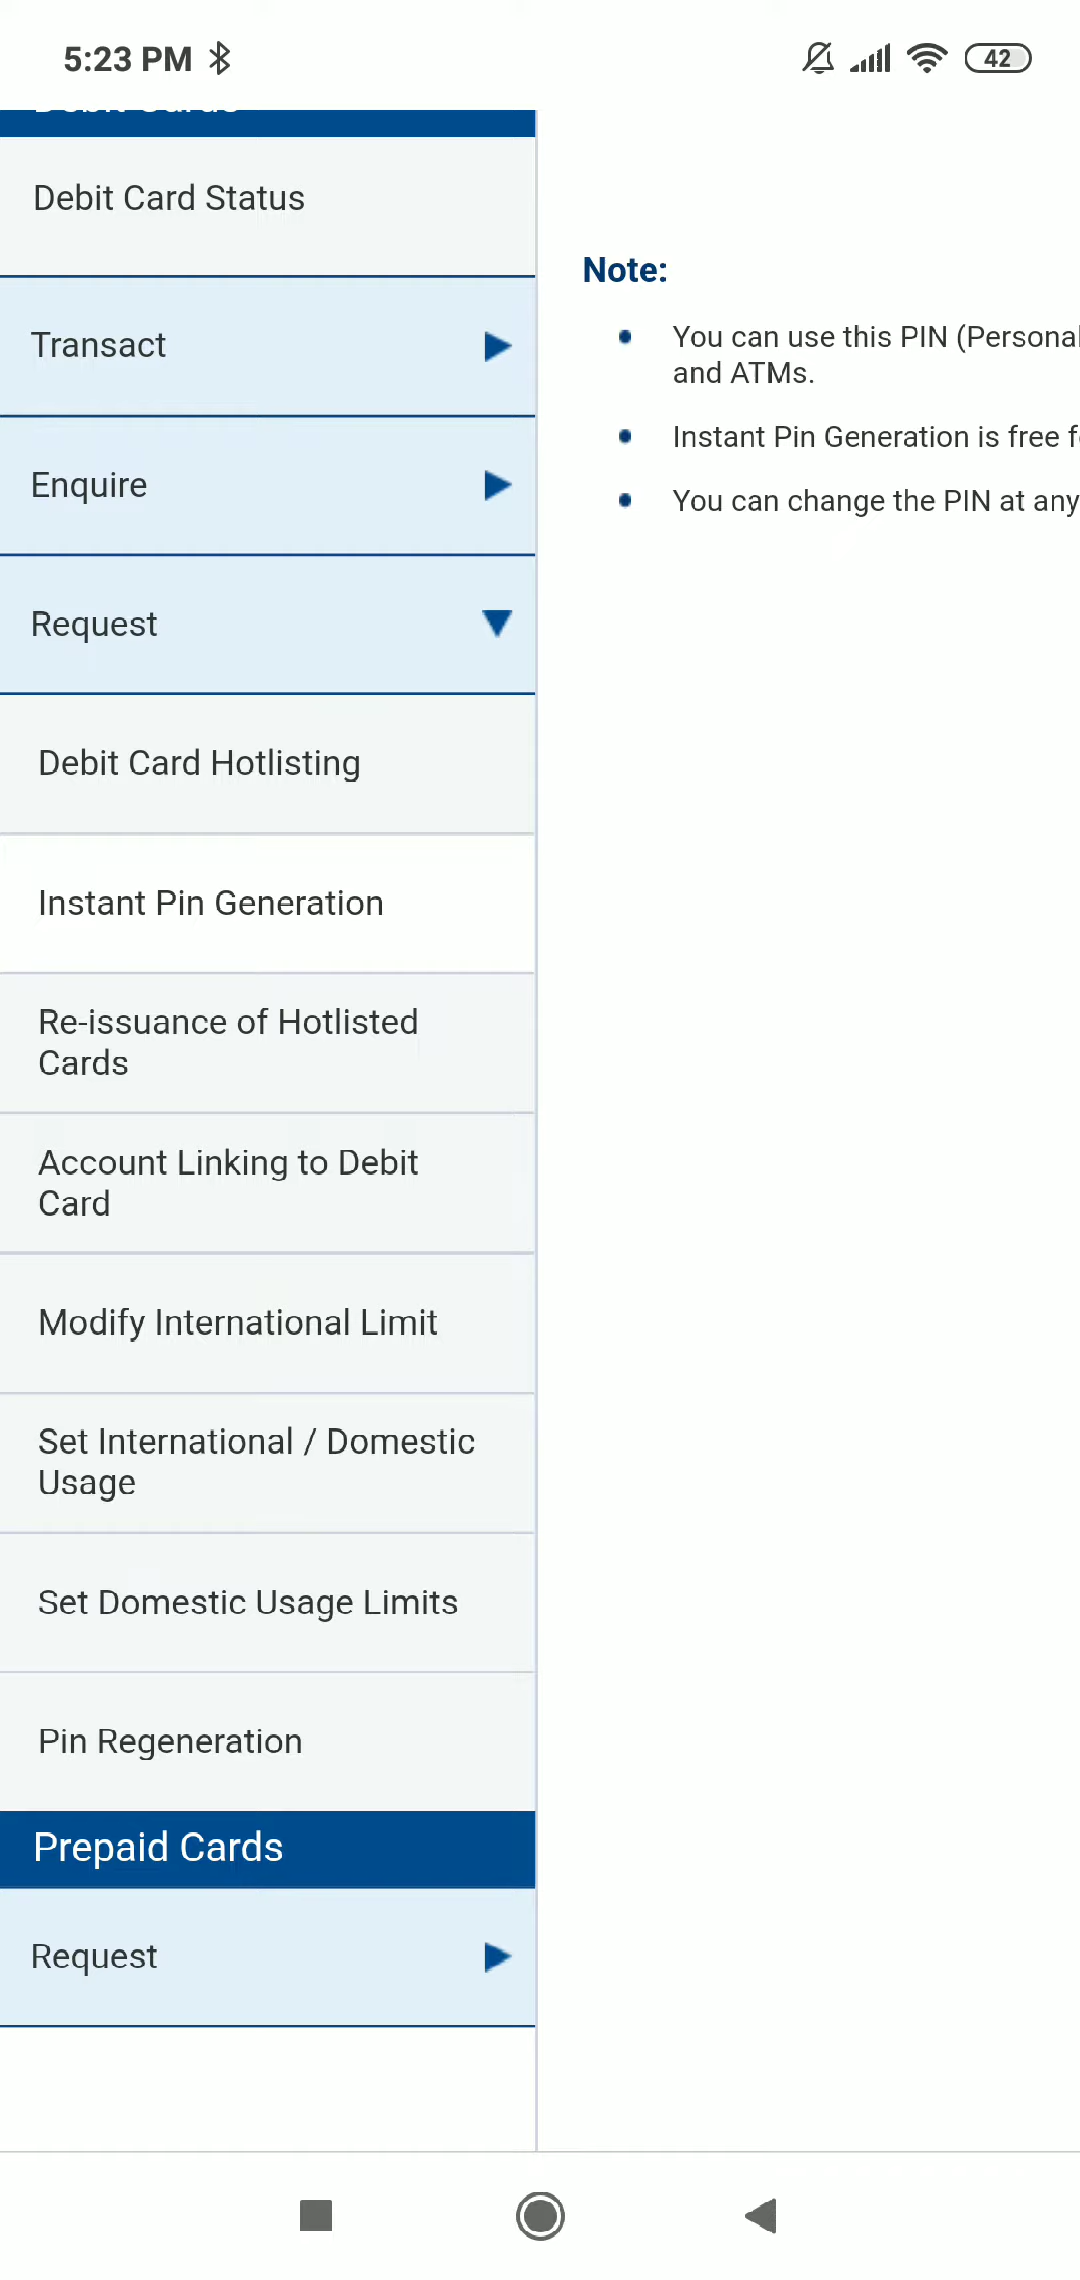 5:23 PM
42
Debit Cards
Debit Card Status
Transact
Enquire
Request
Debit Card Hotlisting
Instant Pin Generation
Re-issuance of Hotlisted
Cards
Account Linking to Debit
Card
Modify International Limit
Set International / Domestic
Usage
Set Domestic Usage Limits
Pin Regeneration
Prepaid Cards
Request
Note:
You can use this PIN (Personal
and ATMs.
Instant Pin Generation is free
You can change the PIN at any